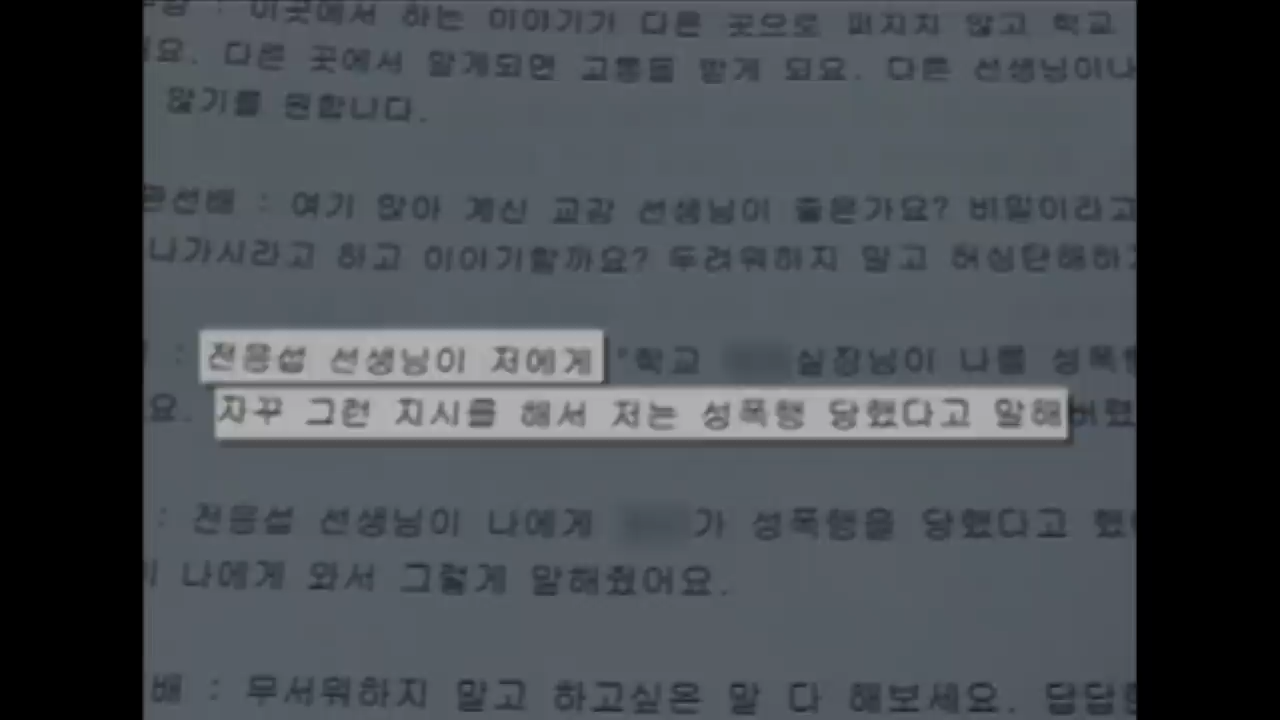 : 이곳에서 하는 이야기가 다른 곳으로 퍼지지 않고 학교
요. 다른 곳에서 알게되면 고통을 받게 되요. 다른 선생님이나
않기를 원합니다.
은선배 : 여기 앉아 계신 교감 선생님이 좋은가요? 비밀이라고
나가시라고 하고 이야기할까요? 두려워하지 말고 허심탄해하
: 전응섭 선생님이 저에게 "학교 실장님이 나를 성폭행
요. 자꾸 그런 지시를 해서 저는 성폭행 당했다고 말해버렸
: 전응섭 선생님이 나에게 가 성폭행을 당했다고 했
나에게 와서 그렇게 말해줬어요.
배 : 무서워하지 말고 하고싶은 말 다 해보세요. 답답한